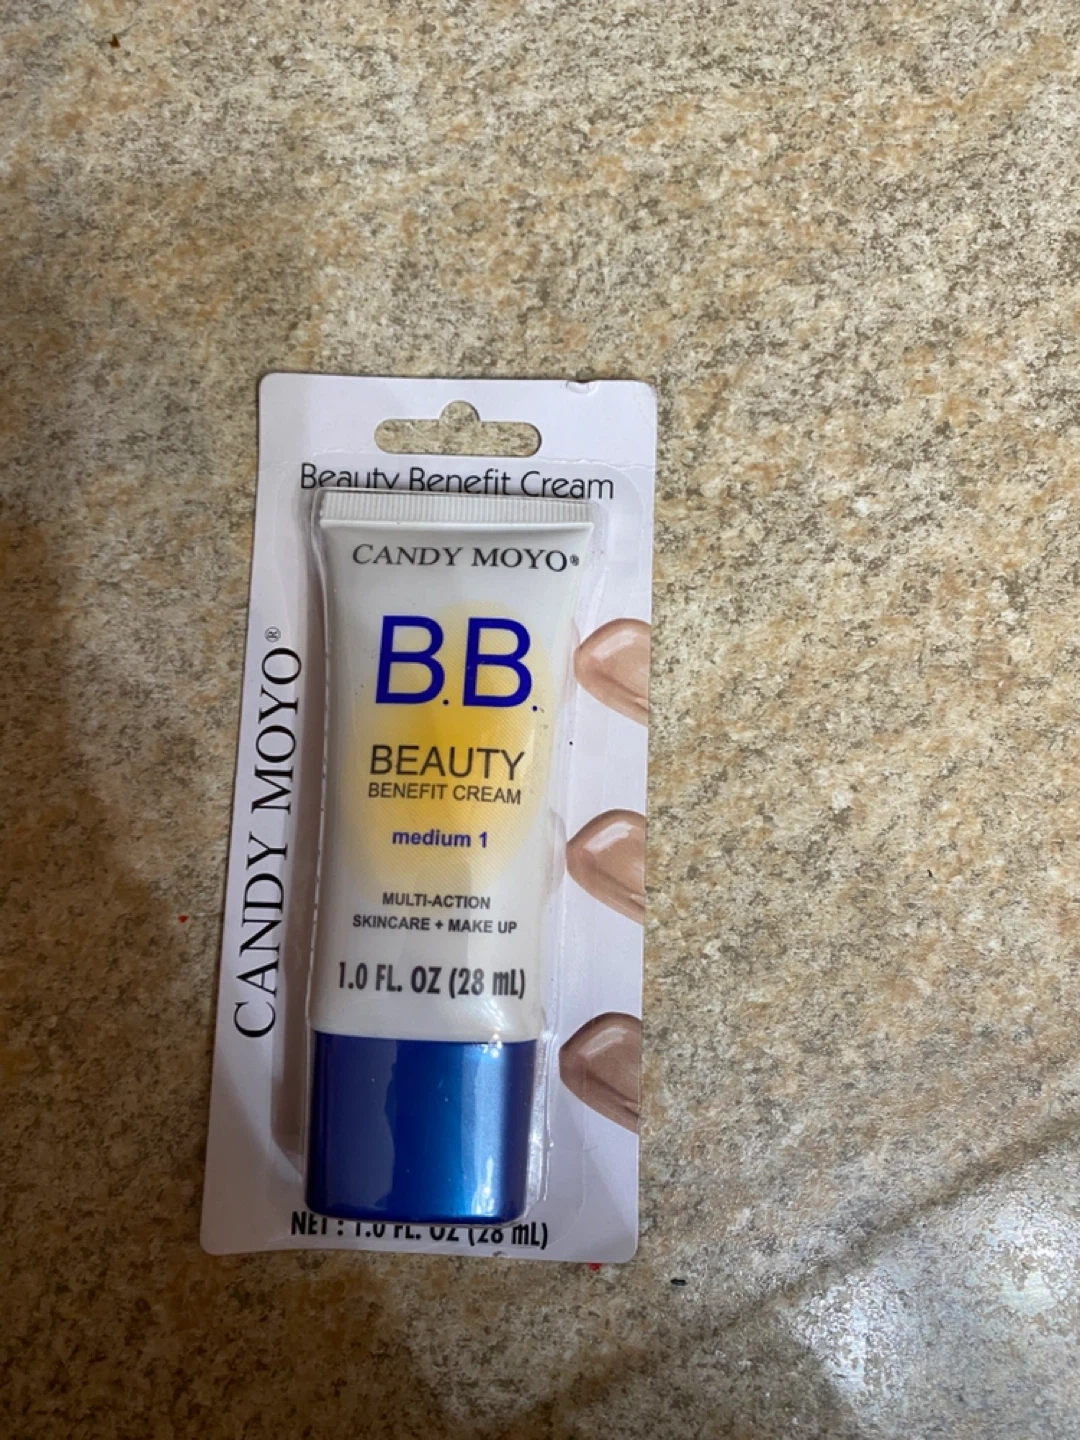 Beauty Benefit Cream
CANDY MOYO®
CANDY MOYO®
B.B.
BEAUTY
BENEFIT CREAM
medium 1
MULTI-ACTION
SKINCARE + MAKE UP
1.0 FL. OZ (28 mL)
NET : 1.0 FL. OZ (28 mL)